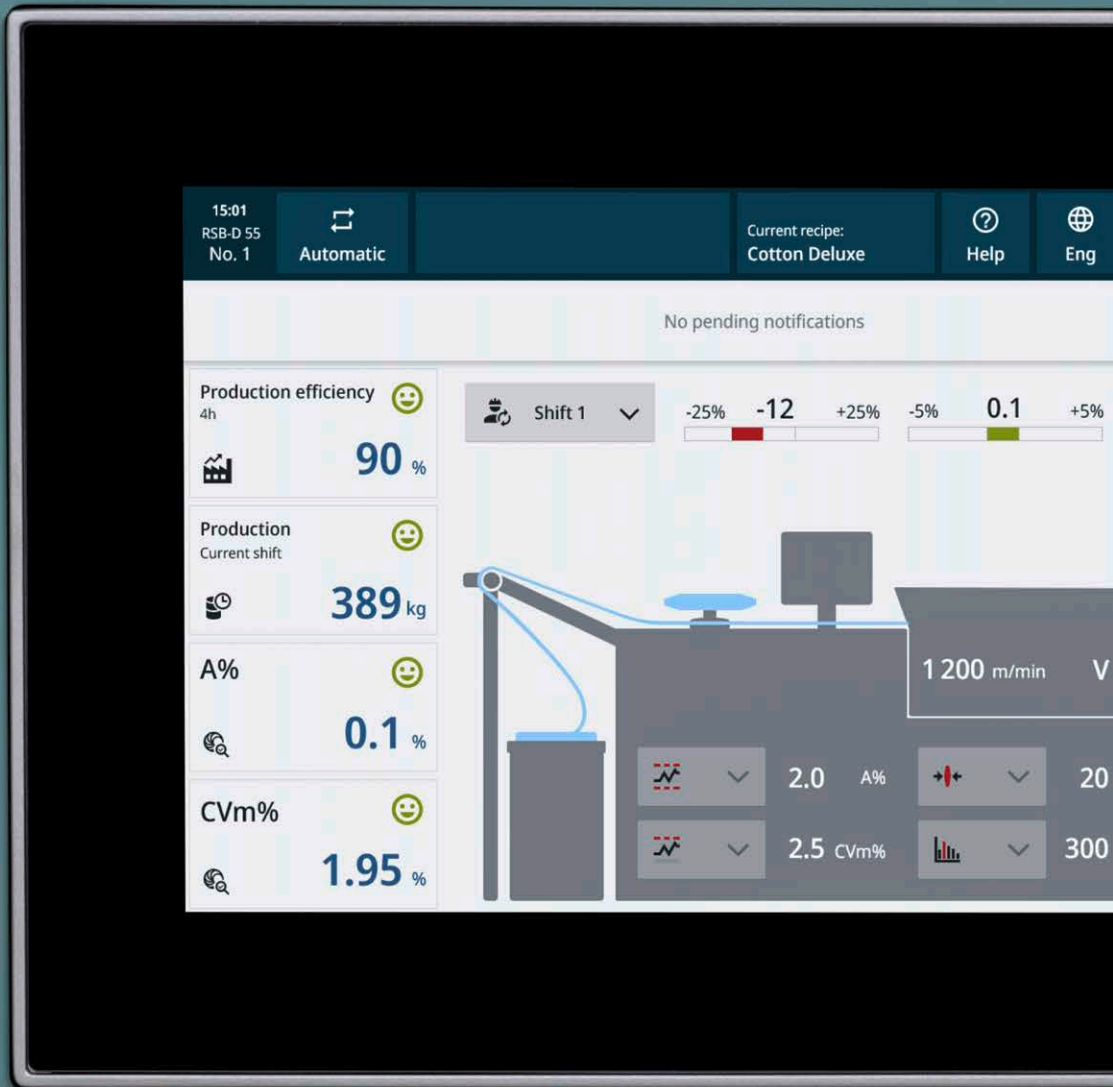 15:01
RSB-D 55
No. 1
Automatic
Current recipe:
Cotton Deluxe
Help
Eng
No pending notifications
Production efficiency
4h
90 %
Shift 1
-25% -12 +25%
-5% 0.1 +5%
Production
Current shift
389 kg
A%
0.1 %
CVm%
1.95 %
1 200 m/min V
2.0 A% 20
2.5 CVm% 300